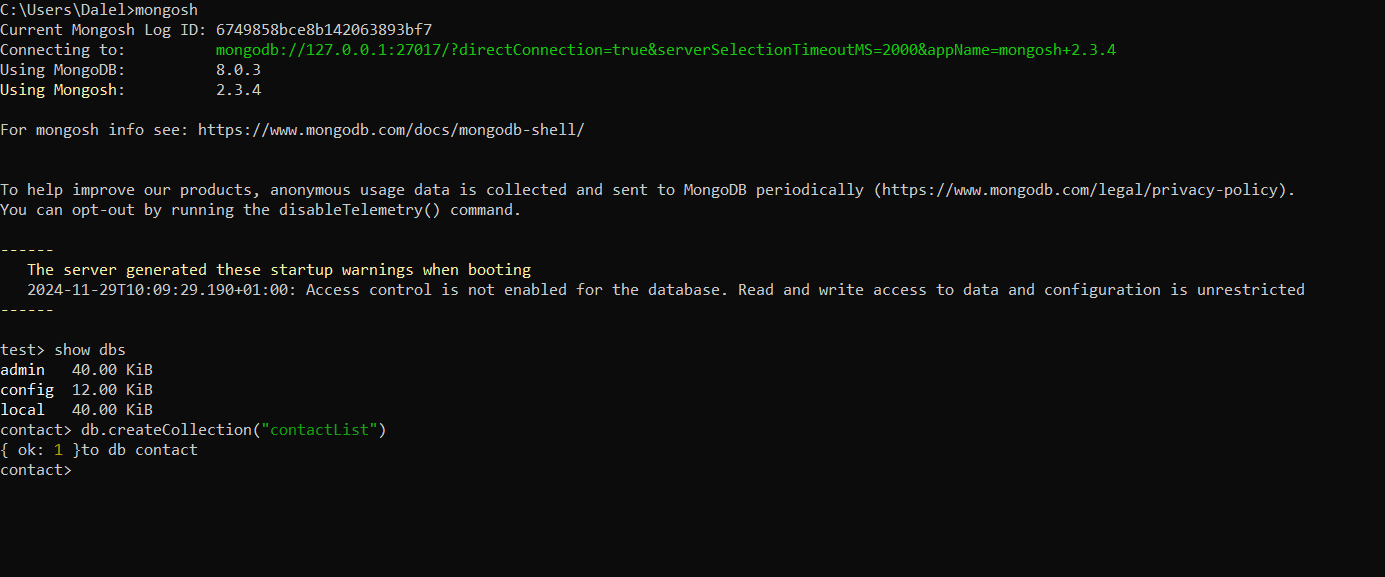 C:\Users\Dalel>mongosh
Current Mongosh Log ID: 6749858bce8b142063893bf7
Connecting to:          mongodb://127.0.0.1:27017/?directConnection=true&serverSelectionTimeoutMS=2000&appName=mongosh+2.3.4
Using MongoDB:          8.0.3
Using Mongosh:          2.3.4
For mongosh info see: https://www.mongodb.com/docs/mongodb-shell/
To help improve our products, anonymous usage data is collected and sent to MongoDB periodically (https://www.mongodb.com/legal/privacy-policy).
You can opt-out by running the disableTelemetry() command.
------
   The server generated these startup warnings when booting
   2024-11-29T10:09:29.190+01:00: Access control is not enabled for the database. Read and write access to data and configuration is unrestricted
------
test> show dbs
admin   40.00 KiB
config  12.00 KiB
local   40.00 KiB
contact> db.createCollection("contactList")
{ ok: 1 }to db contact
contact>